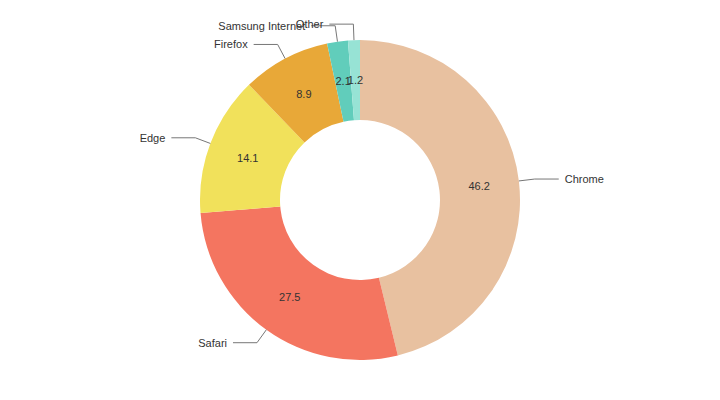 Samsung Internet
Other
Firefox
2.1
1.2
8.9
Edge
14.1
Chrome
46.2
27.5
Safari